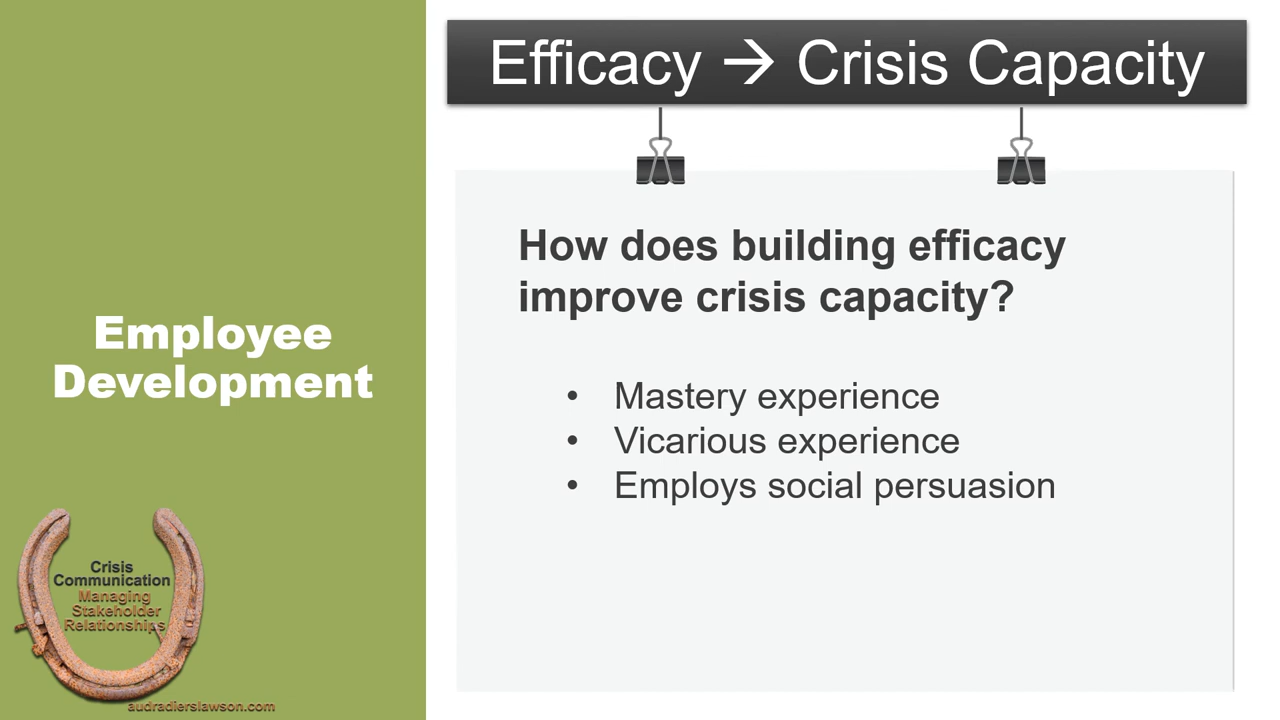 Efficacy → Crisis Capacity
How does building efficacy
improve crisis capacity?
• Mastery experience
• Vicarious experience
• Employs social persuasion
Employee
Development
Crisis
Communication
Managing
Stakeholder
Relationships
audradierslawson.com